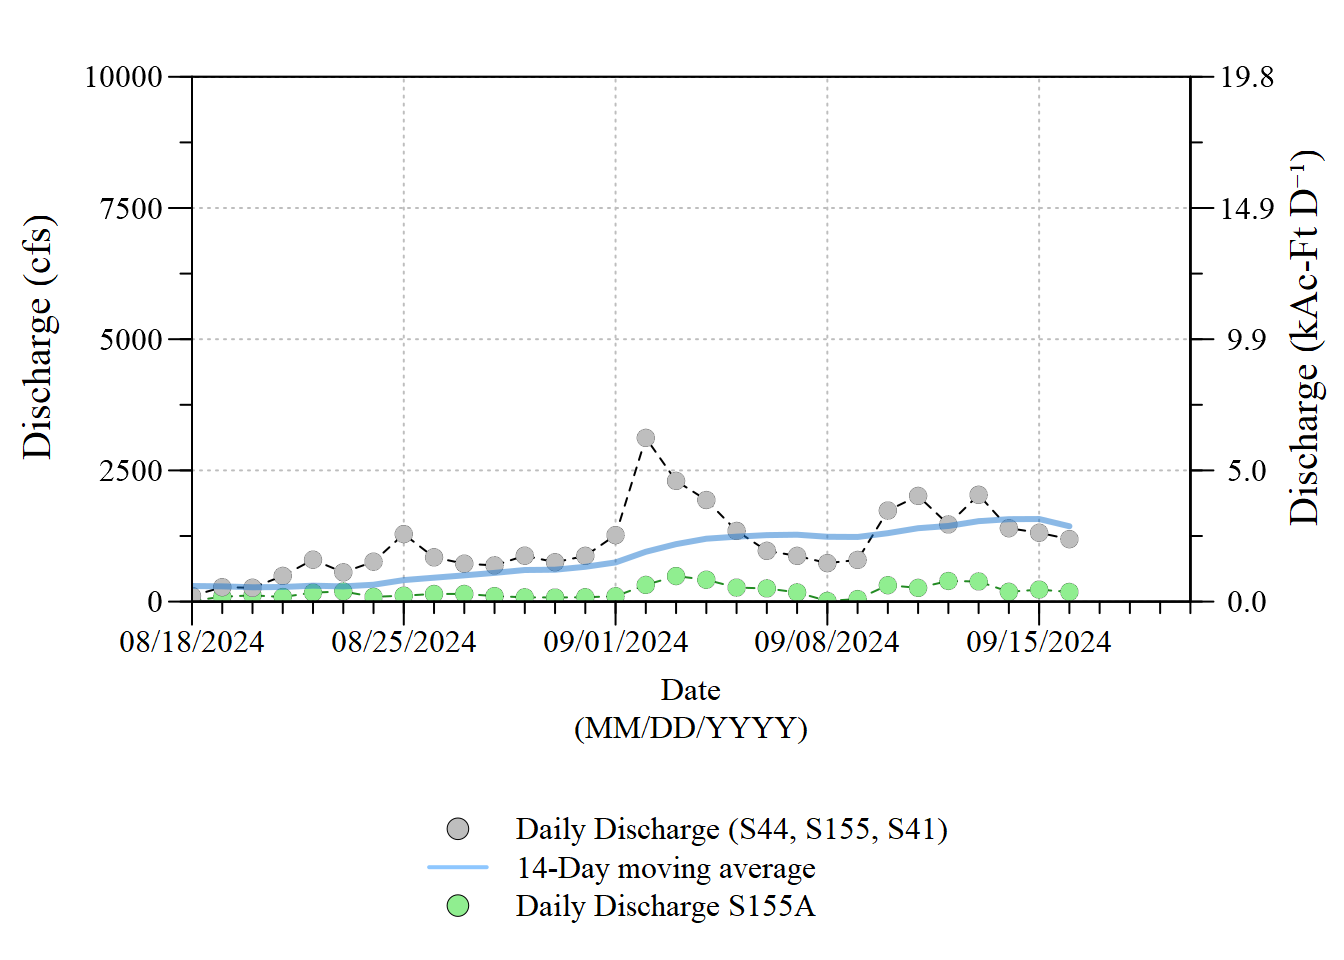 10000
7500
5000
2500
0
Discharge (cfs)
19.8
14.9
9.9
5.0
0.0
Discharge (kAc-Ft D⁻¹)
08/18/2024
08/25/2024
09/01/2024
09/08/2024
09/15/2024
Date
(MM/DD/YYYY)
Daily Discharge (S44, S155, S41)
14-Day moving average
Daily Discharge S155A